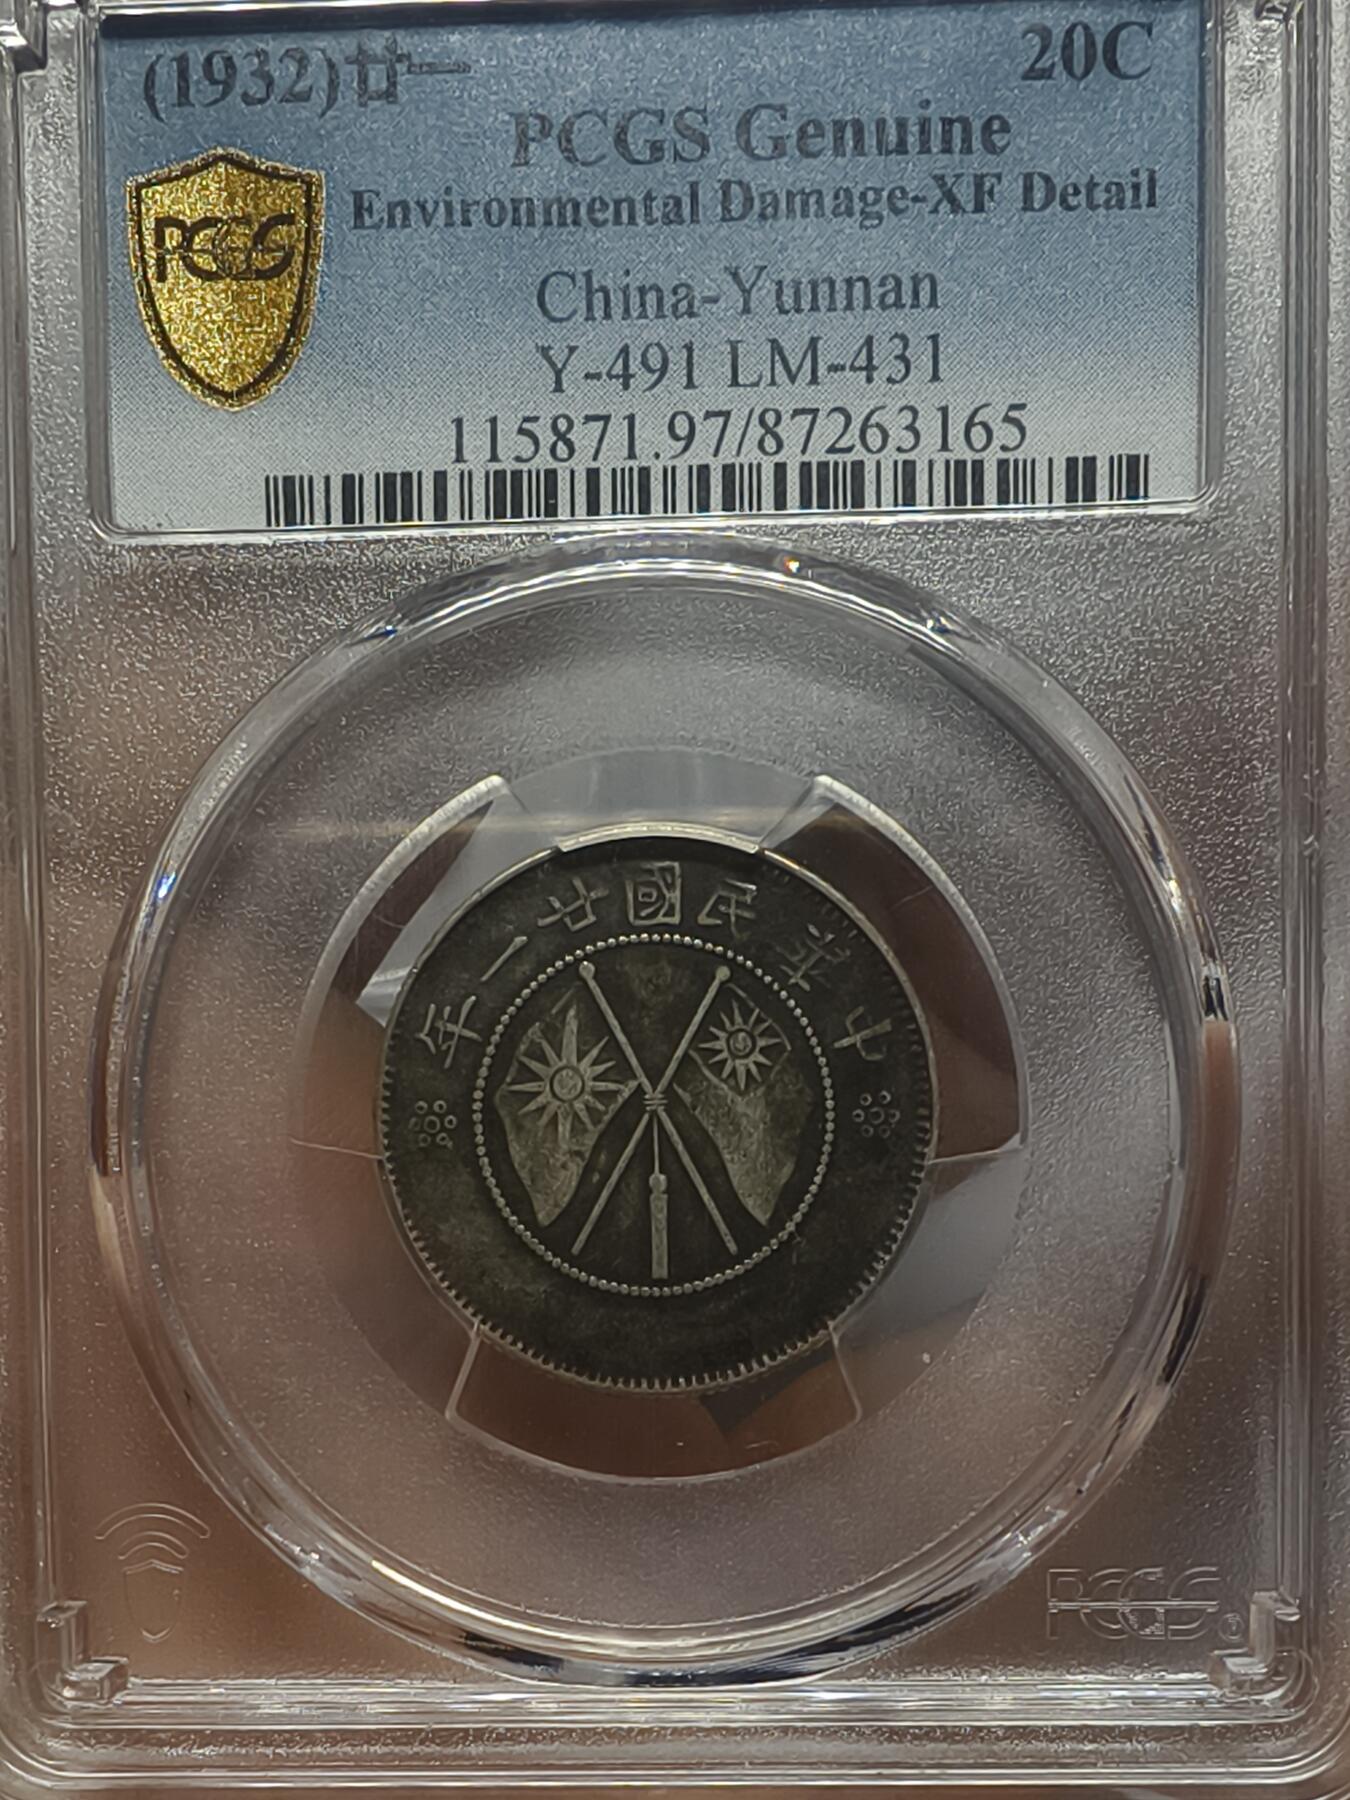 (1932)廿一 20C
PCGS Genuine
Environmental Damage-XF Detail
PCGS
China-Yunnan
Y-491 LM-431
115871.97/87263165
年一廿國民華中
PCGS